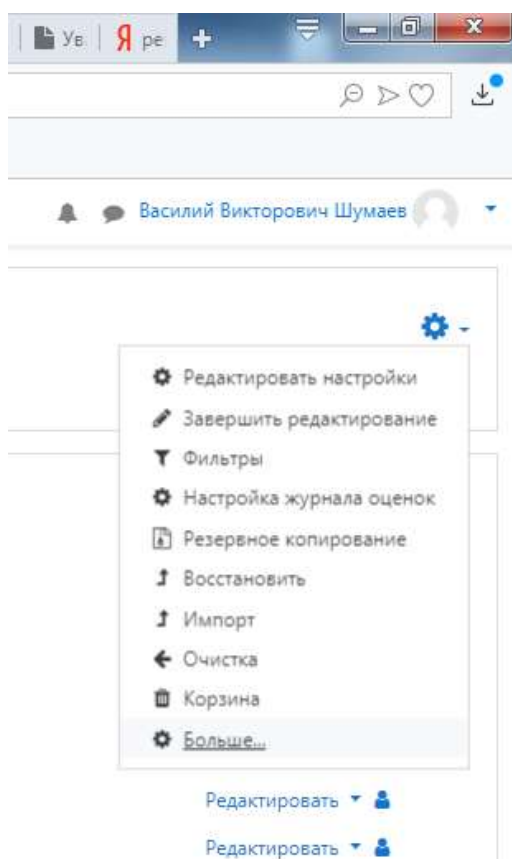 Ув Я ре
Василий Викторович Шумаев
Редактировать настройки
Завершить редактирование
Фильтры
Настройка журнала оценок
Резервное копирование
Восстановить
Импорт
Очистка
Корзина
Больше...
Редактировать
Редактировать